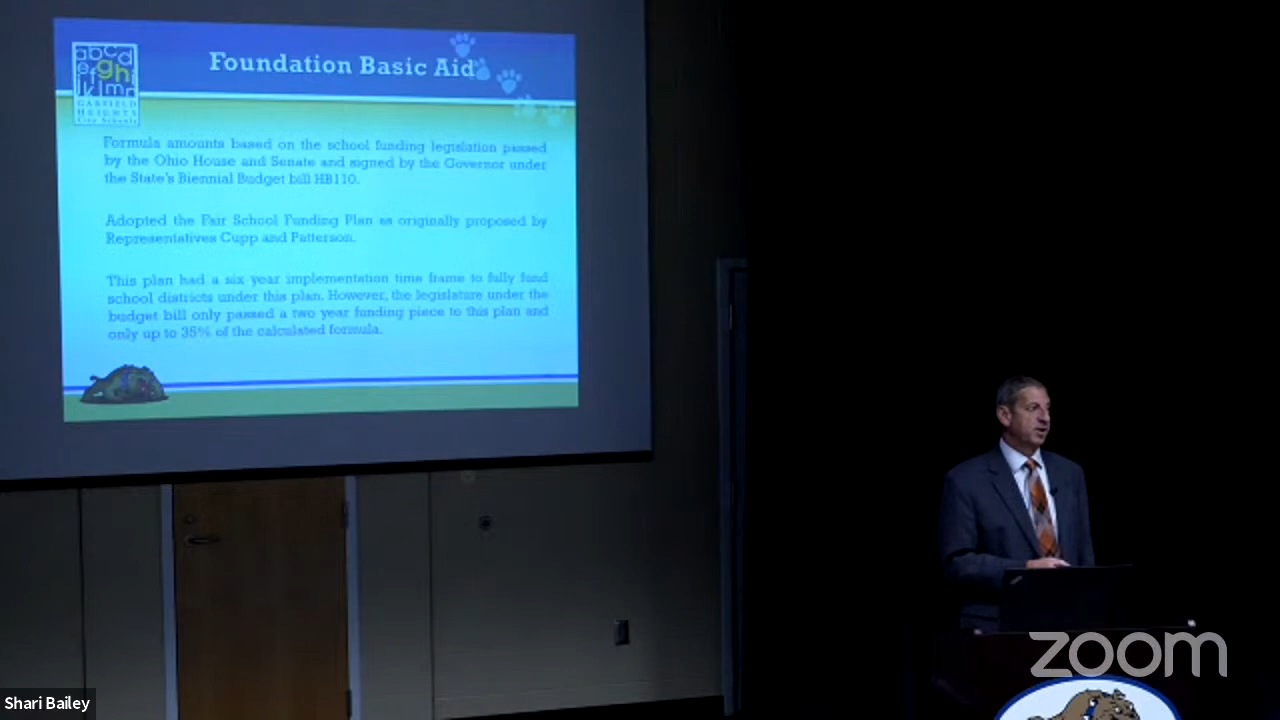 Foundation Basic Aid
abcd
efghi
jklmn
GARFIELD
HEIGHTS
City Schools
Formula amounts based on the school funding legislation passed
by the Ohio House and Senate and signed by the Governor under
the State's Biennial Budget bill HB110.
Adopted the Fair School Funding Plan as originally proposed by
Representatives Cupp and Patterson.
This plan had a six year implementation time frame to fully fund
school districts under this plan. However, the legislature under the
budget bill only passed a two year funding piece to this plan and
only up to 35% of the calculated formula.
zoom
Shari Bailey